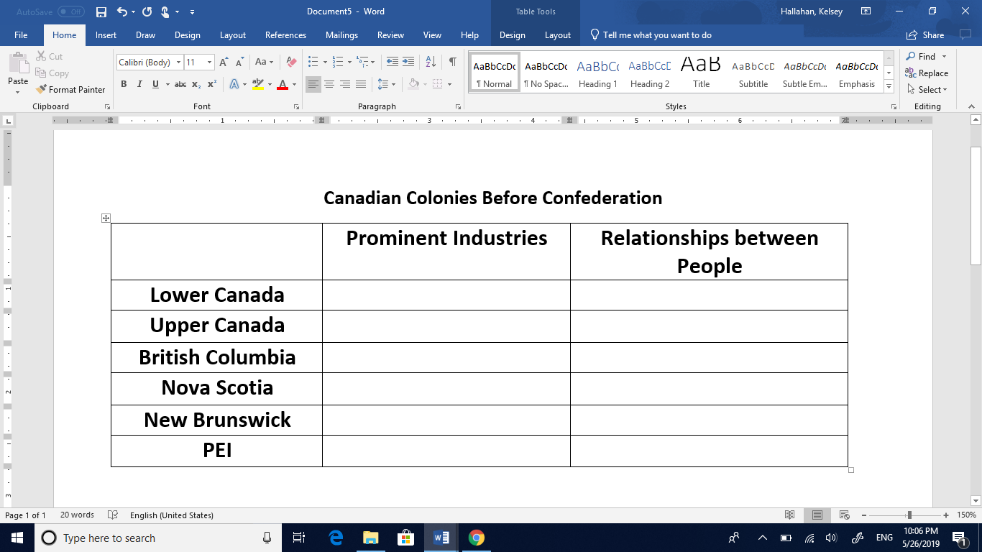 AutoSave Off Document5 - Word Table Tools Hallahan, Kelsey
File Home Insert Draw Design Layout References Mailings Review View Help Design Layout Tell me what you want to do Share
Paste
Cut
Copy
Format Painter
Clipboard
Calibri (Body) 11
Font
Paragraph
AaBbCcDc AaBbCcDc AaBbCc AaBbCcD AaB AaBbCcD AaBbCcDc AaBbCcDc
¶ Normal ¶ No Spac... Heading 1 Heading 2 Title Subtitle Subtle Em... Emphasis
Styles
Find
Replace
Select
Editing
1 3 4 5 6
Canadian Colonies Before Confederation
Prominent Industries Relationships between
People
Lower Canada
Upper Canada
British Columbia
Nova Scotia
New Brunswick
PEI
Page 1 of 1 20 words English (United States) 150%
Type here to search ENG 10:06 PM
5/26/2019